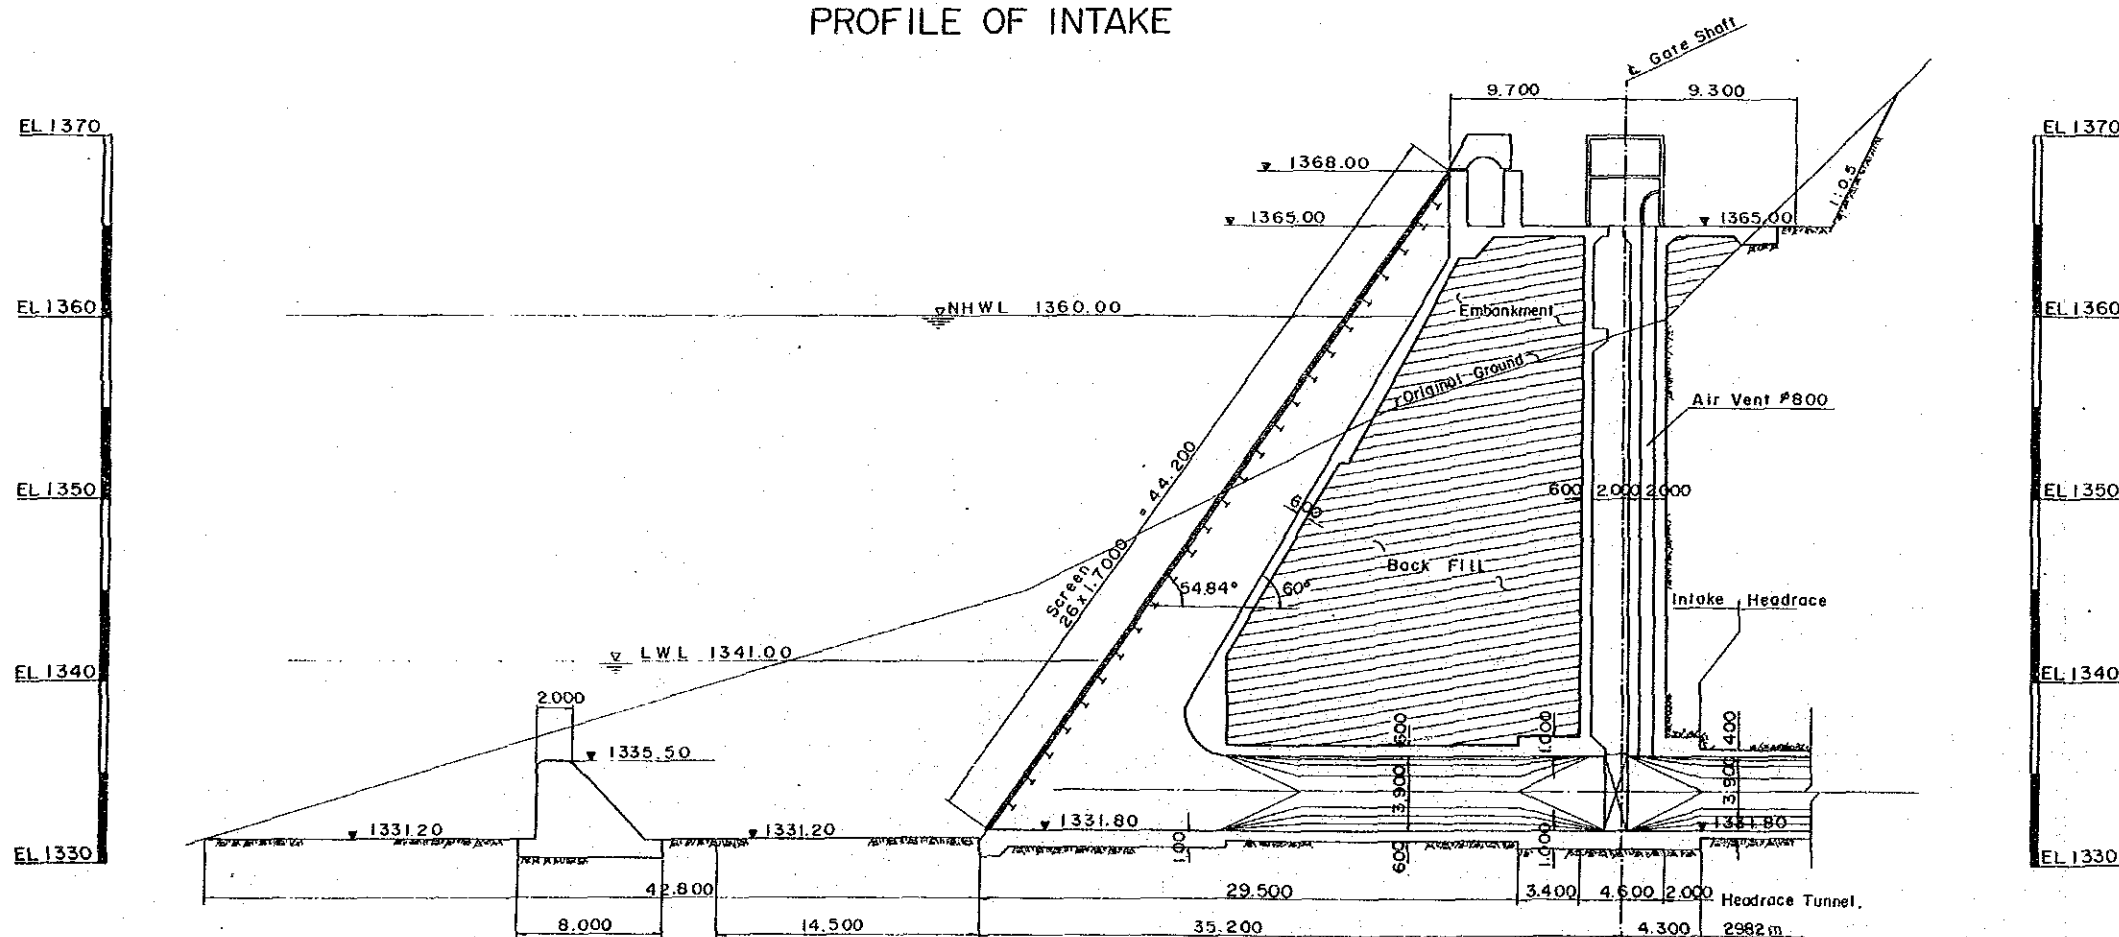 PROFILE OF INTAKE
℄ Gate Shaft
9.700
9.300
EL 1370
EL 1370
1368.00
1:0.5
1365.00
1365.00
EL 1360
NHWL 1360.00
Embankment
EL 1360
Original Ground
Air Vent φ800
EL 1350
Screen
26 x 1.7000 = 44.200
600
600
2.000
2.000
EL 1350
Back Fill
54.84°
60°
Intake
Headrace
LWL 1341.00
EL 1340
EL 1340
2.000
1335.50
600
1.000
400
3.900
3.900
1331.20
1331.20
1331.80
1331.80
1.00
600
1.000
EL 1330
EL 1330
42.800
29.500
3.400
4.600
2.000
Headrace Tunnel.
8.000
14.500
35.200
4.300
2982m